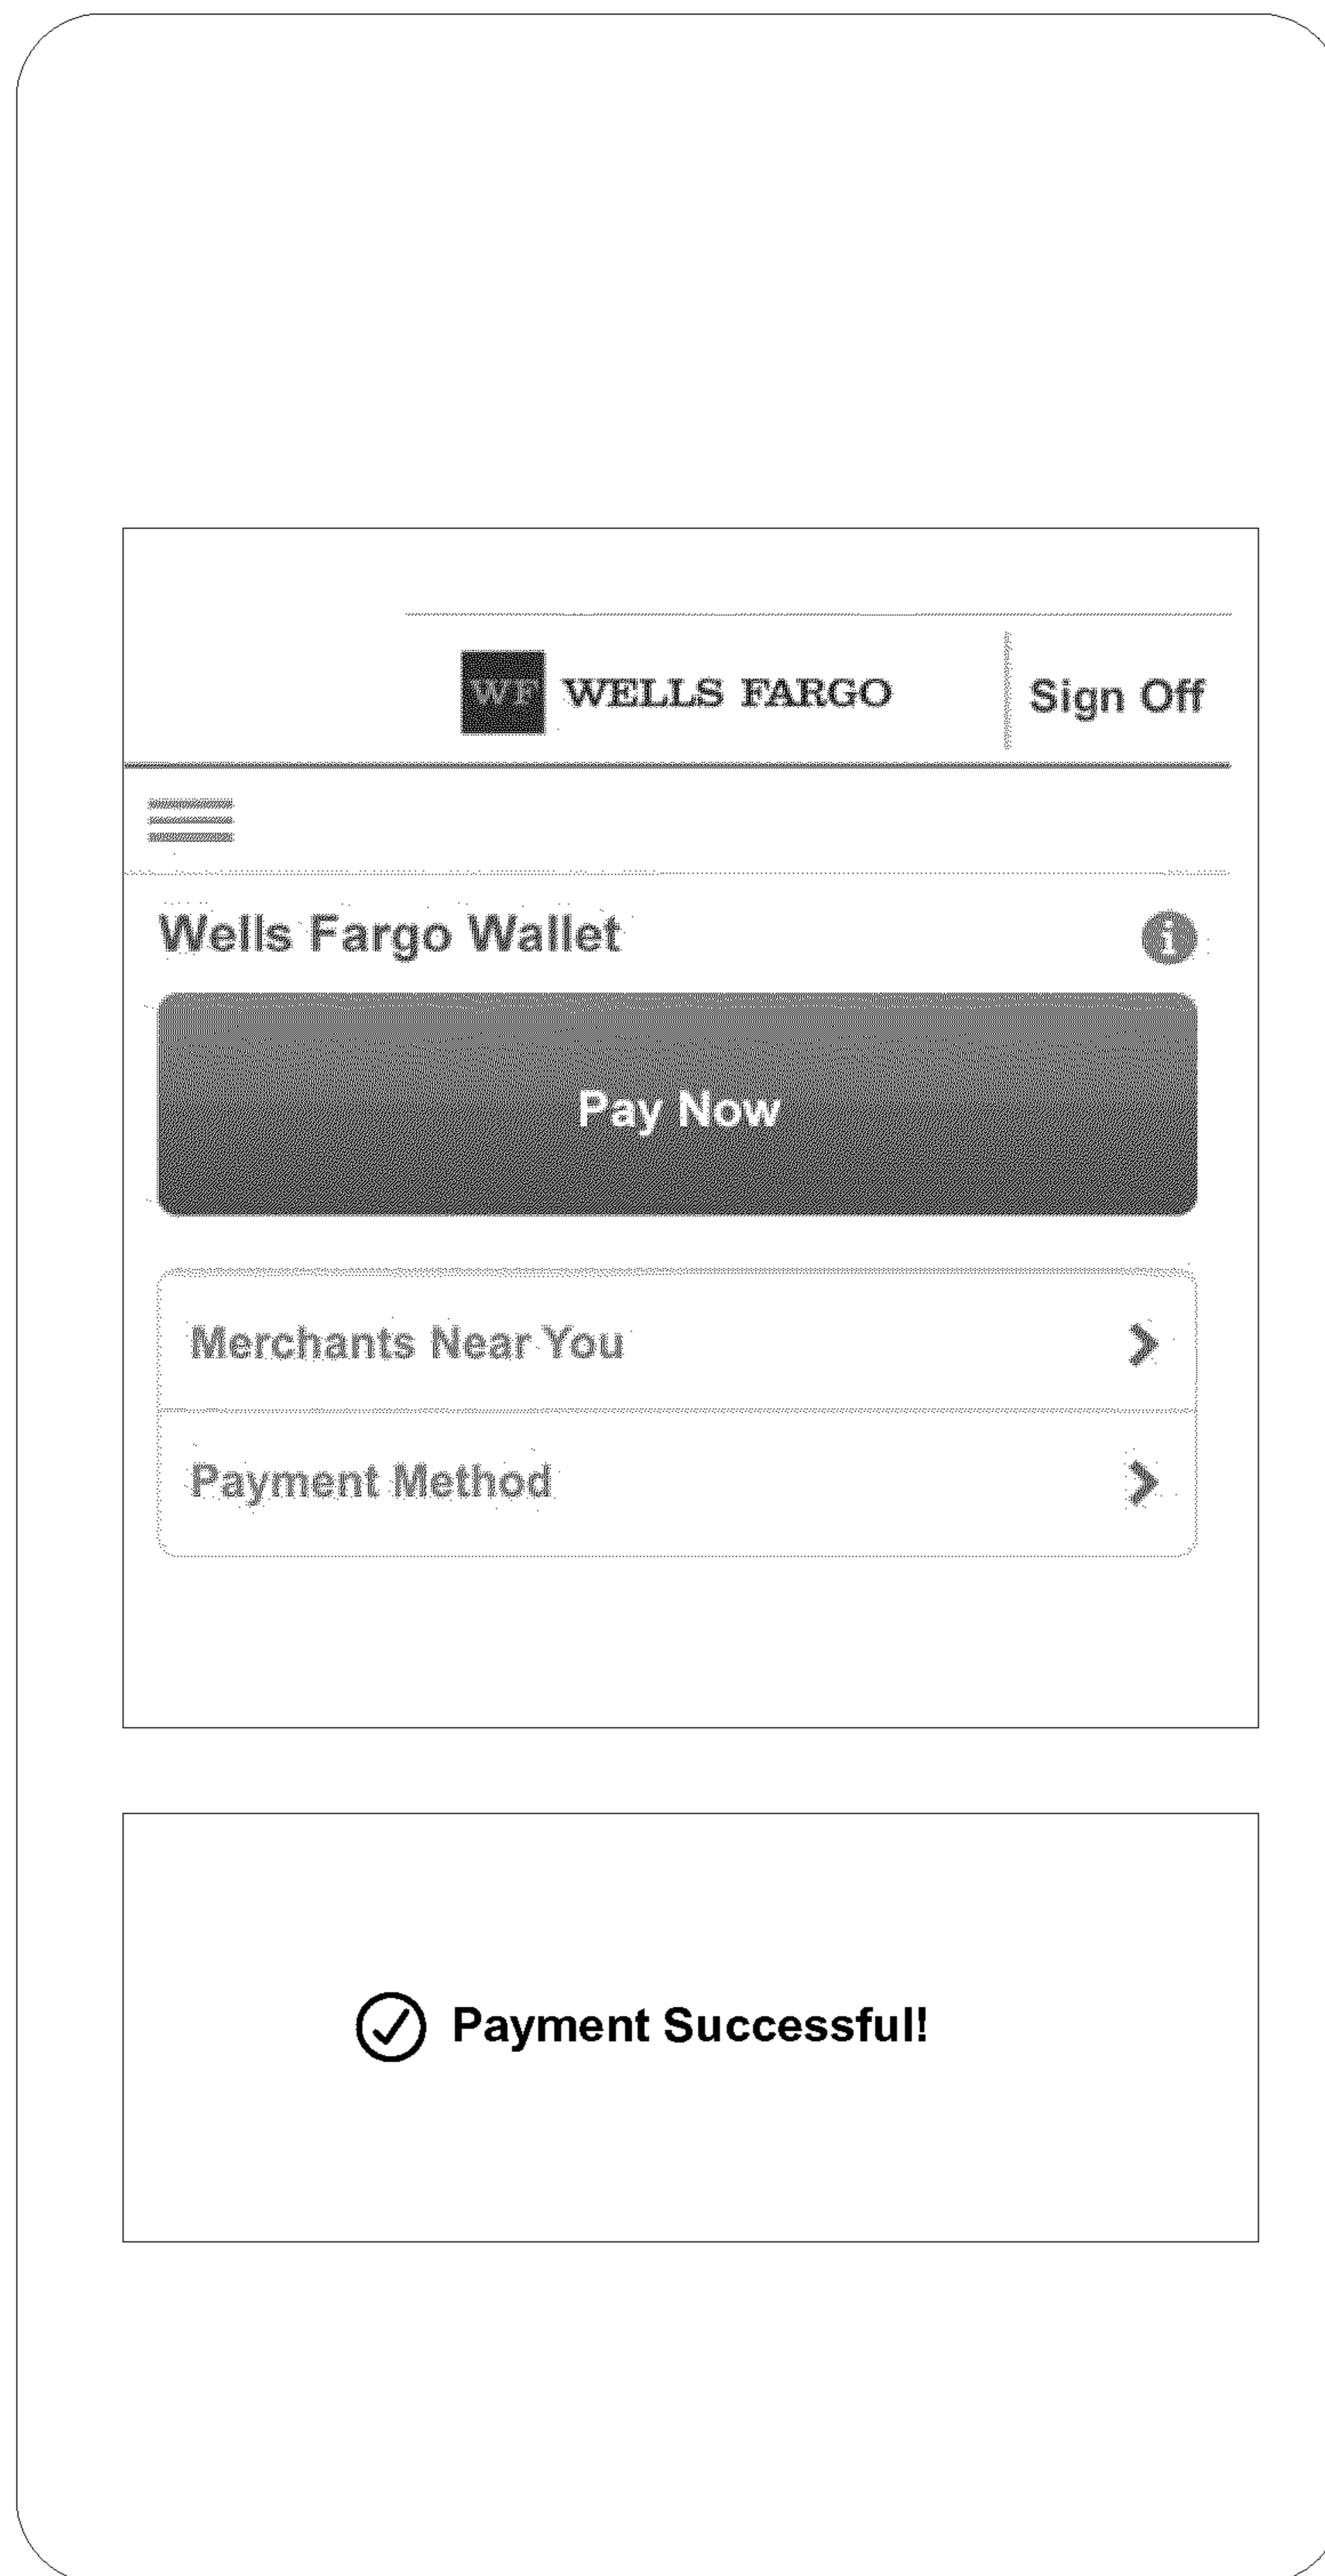 WF WELLS FARGO Sign Off
Wells Fargo Wallet i
Pay Now
Merchants Near You
Payment Method
Payment Successful!